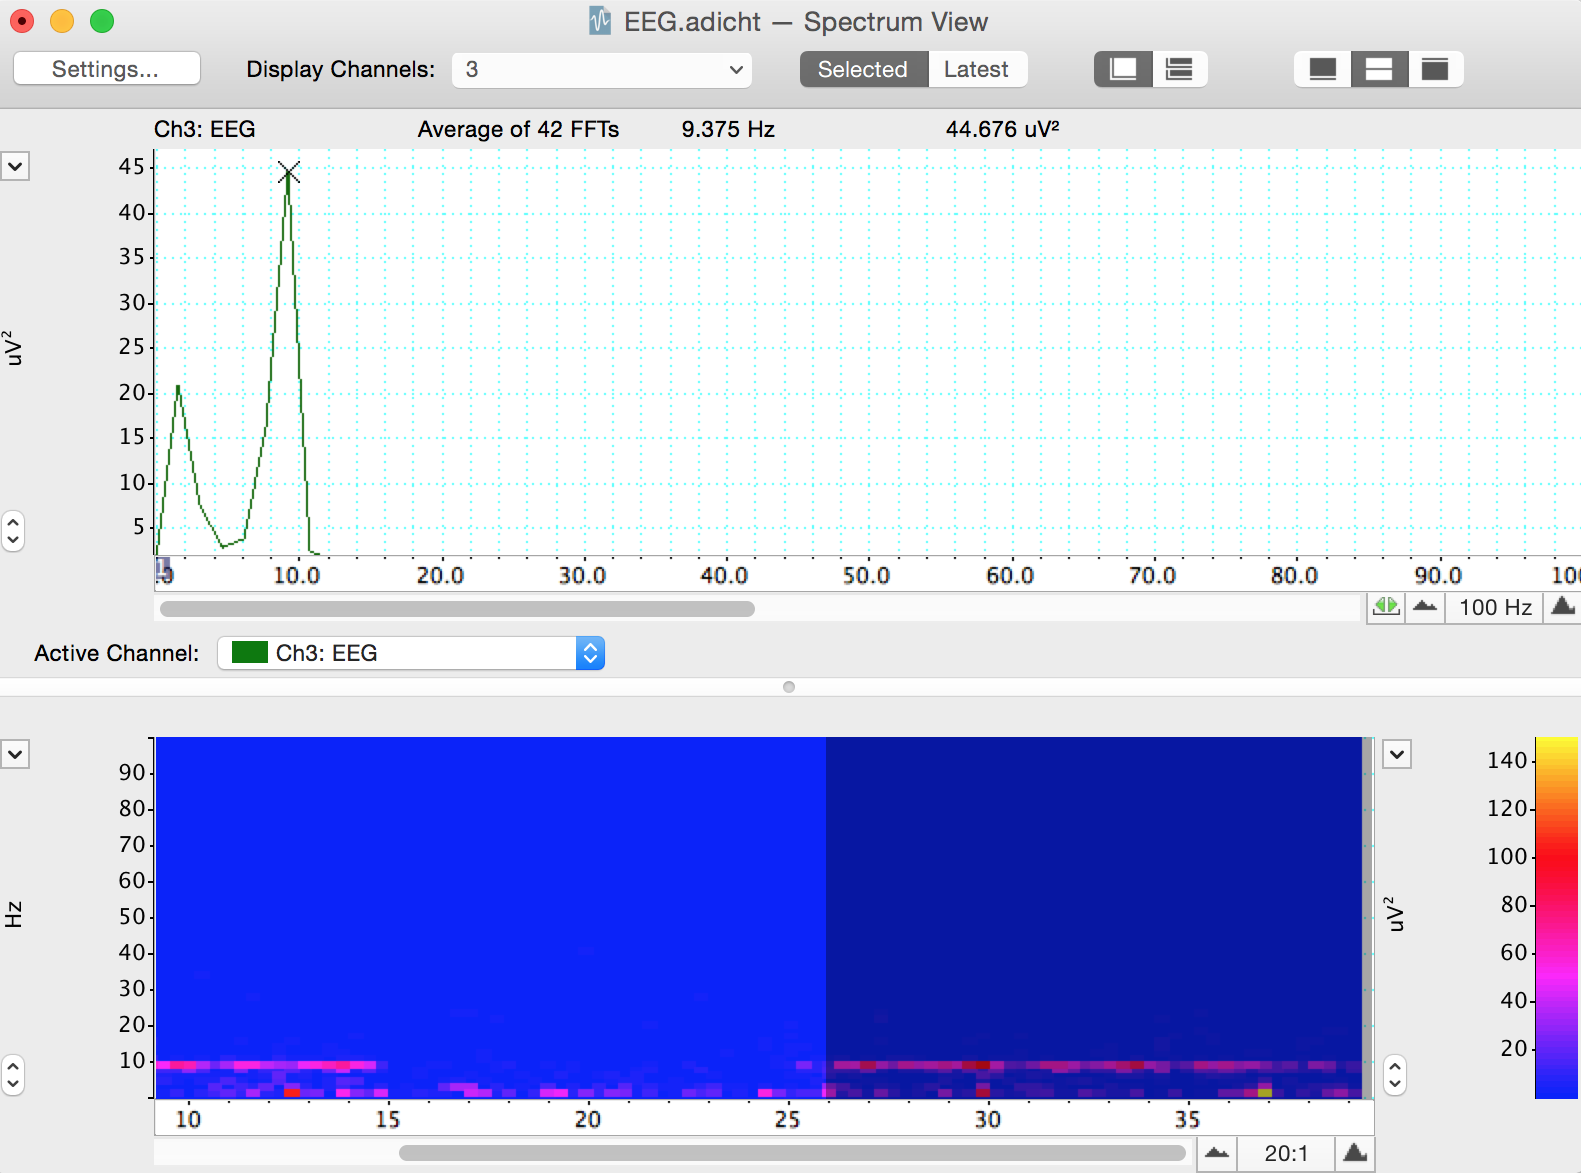 EEG.adicht — Spectrum View
Settings... Display Channels: 3 Selected Latest
Ch3: EEG Average of 42 FFTs 9.375 Hz 44.676 uV²
45
40
35
30
25
20
15
10
5
uV²
10.0 20.0 30.0 40.0 50.0 60.0 70.0 80.0 90.0
100 Hz
Active Channel: Ch3: EEG
90
80
70
60
50
40
30
20
10
Hz
10 15 20 25 30 35
20:1
uV²
140
120
100
80
60
40
20